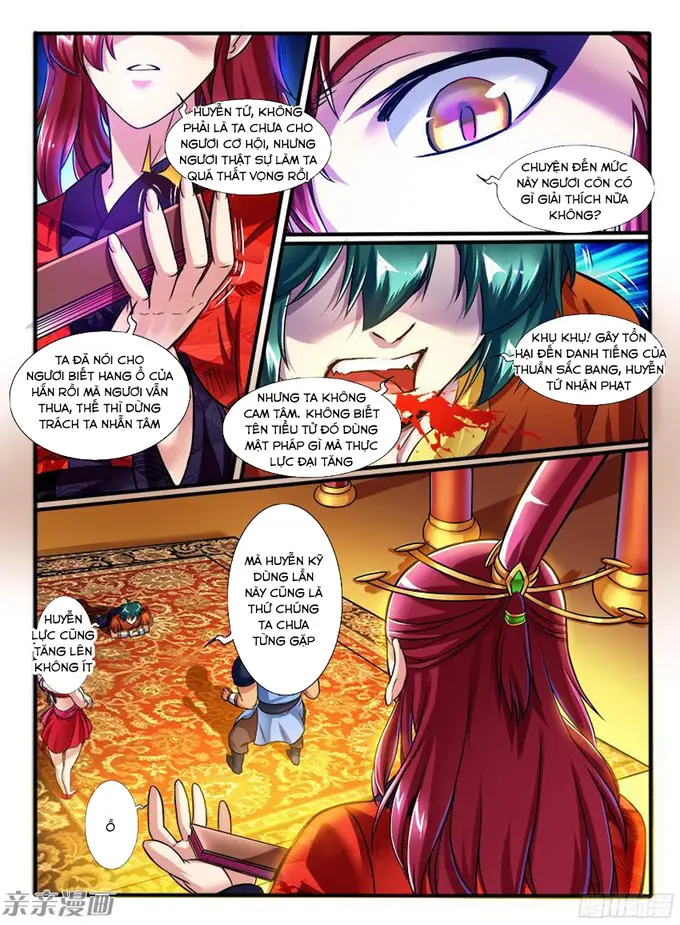 HUYỄN TỨ, KHÔNG
PHẢI LÀ TA CHƯA CHO
NGƯƠI CƠ HỘI, NHƯNG
NGƯƠI THẬT SỰ LÀM TA
QUÁ THẤT VỌNG RỒI
CHUYỆN ĐẾN MỨC
NÀY NGƯƠI CÒN CÓ
GÌ GIẢI THÍCH NỮA
KHÔNG?
TA ĐÃ NÓI CHO
NGƯƠI BIẾT HANG Ổ CỦA
HẮN RỒI MÀ NGƯƠI VẪN
THUA, THẾ THÌ DỪNG
TRÁCH TA NHẪN TÂM
KHỤ KHỤ! GÂY TỔN
HẠI ĐẾN DANH TIẾNG CỦA
THUẦN SẮC BANG, HUYỄN
TỨ NHẬN PHẠT
NHƯNG TA KHÔNG
CAM TÂM. KHÔNG BIẾT
TÊN TIỂU TỬ ĐÓ DÙNG
MẬT PHÁP GÌ MÀ THỰC
LỰC ĐẠI TĂNG
MÀ HUYỄN KỸ
DÙNG LẦN
NÀY CŨNG LÀ
THỨ CHÚNG
TA CHƯA
TỪNG GẶP
HUYỄN
LỰC CŨNG
TĂNG LÊN
KHÔNG ÍT
Ồ
亲亲漫画